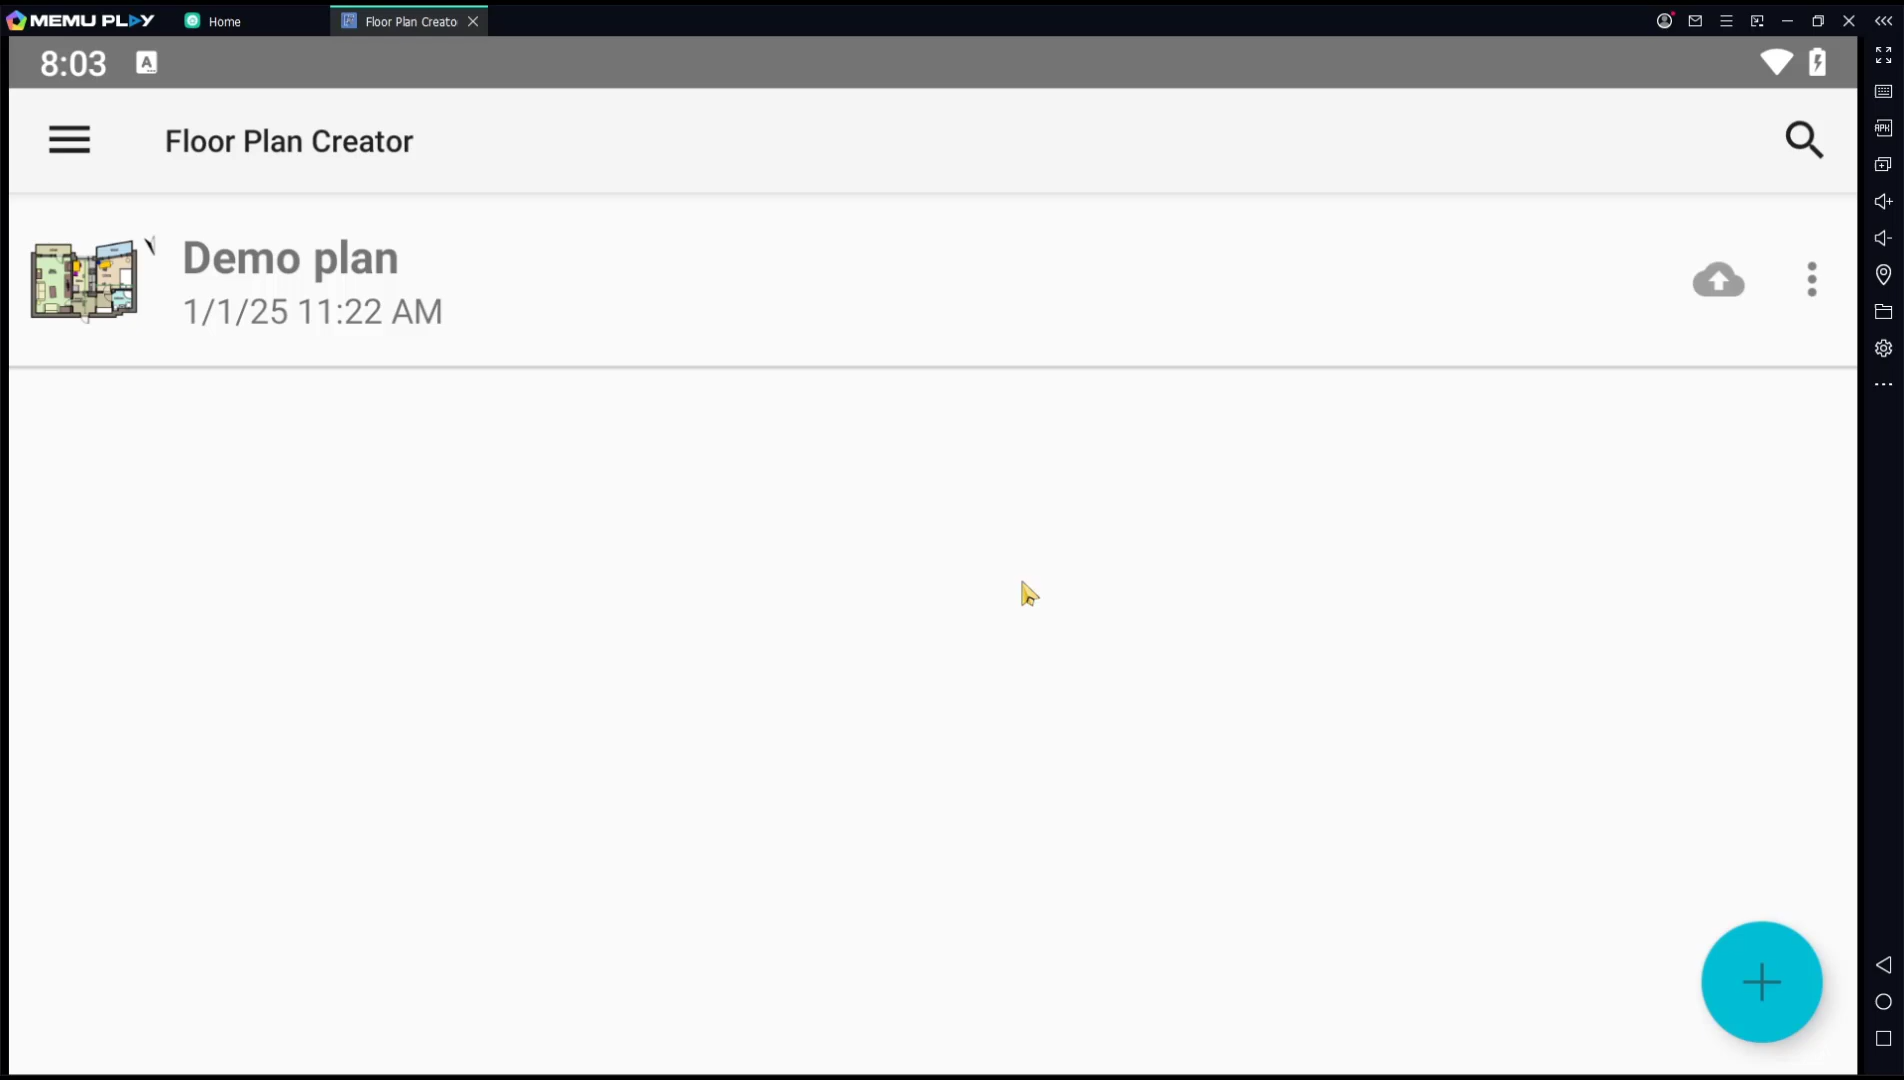 MEMU PLAY
Home
Floor Plan Creato
8:03
A
Floor Plan Creator
Demo plan
1/1/25 11:22 AM
APK